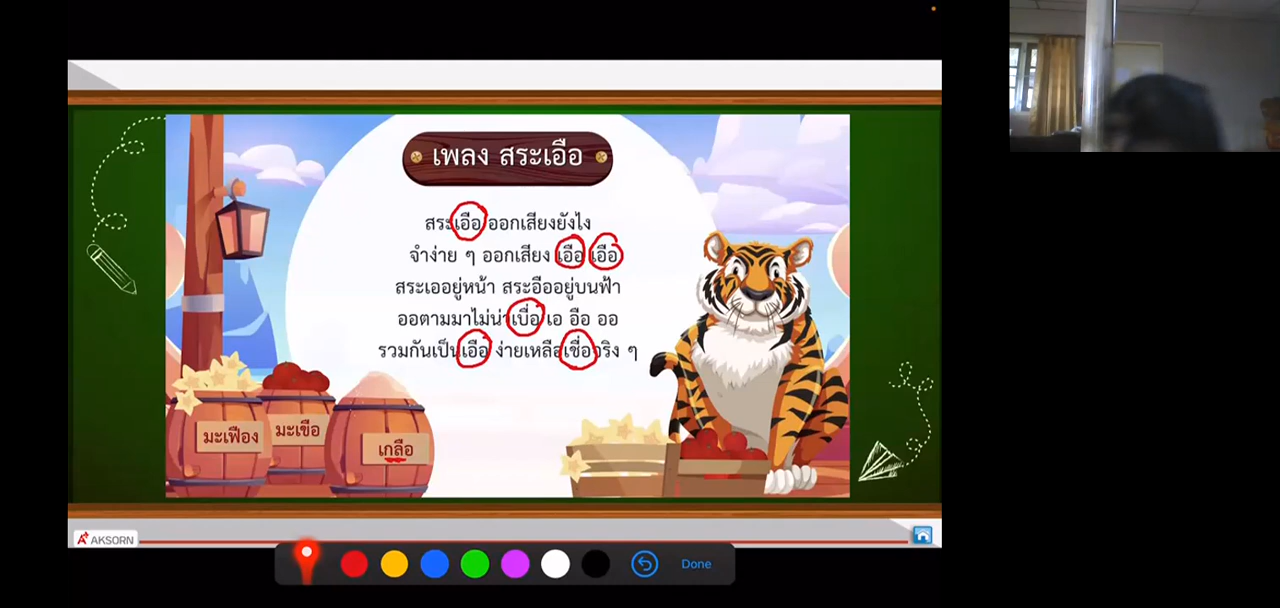 เพลง สระเอือ
สระเอือ ออกเสียงยังไง
จำง่าย ๆ ออกเสียง เอือ เอือ
สระเออยู่หน้า สระอือออยู่บนฟ้า
ออตามมาไม่น่าเบื่อ เอ อือ ออ
รวมกันเป็นเอือ ง่ายเหลือเชื่อจริง ๆ
มะเฟือง
มะเขือ
เกลือ
AKSORN
Done